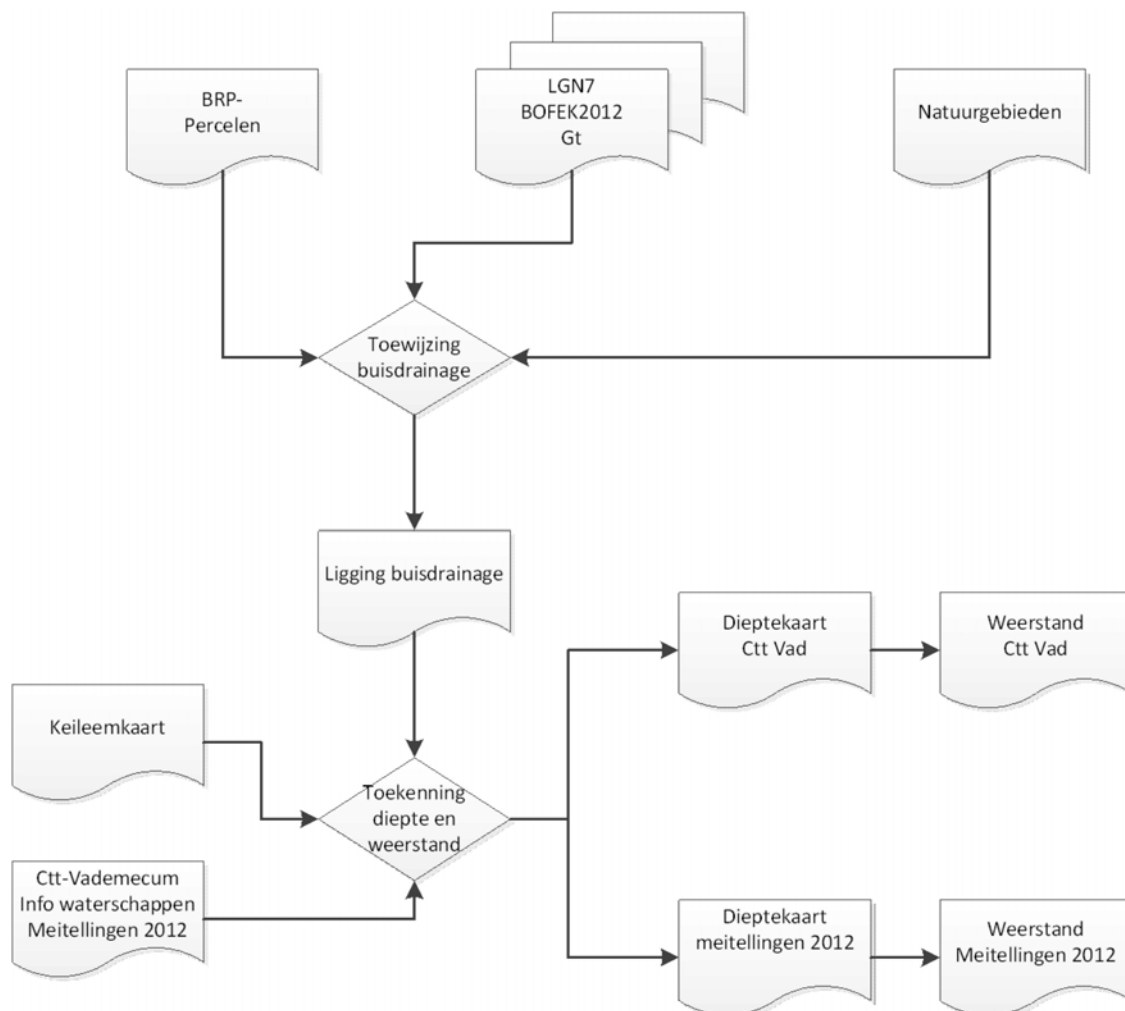 BRP-
Percelen
LGN7
BOFEK2012
Gt
Natuurgebieden
Toewijzing
buisdrainage
Ligging buisdrainage
Dieptekaart
Ctt Vad
Weerstand
Ctt Vad
Keileemkaart
Toekenning
diepte en
weerstand
Ctt-Vademecum
Info waterschappen
Meitellingen 2012
Dieptekaart
meitellingen 2012
Weerstand
Meitellingen 2012